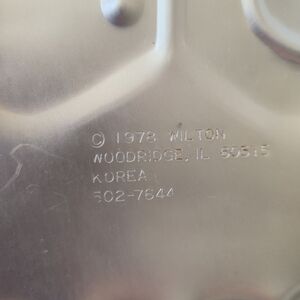 © 1978 WILTON
WOODRIDGE, IL 60515
KOREA
502-7644